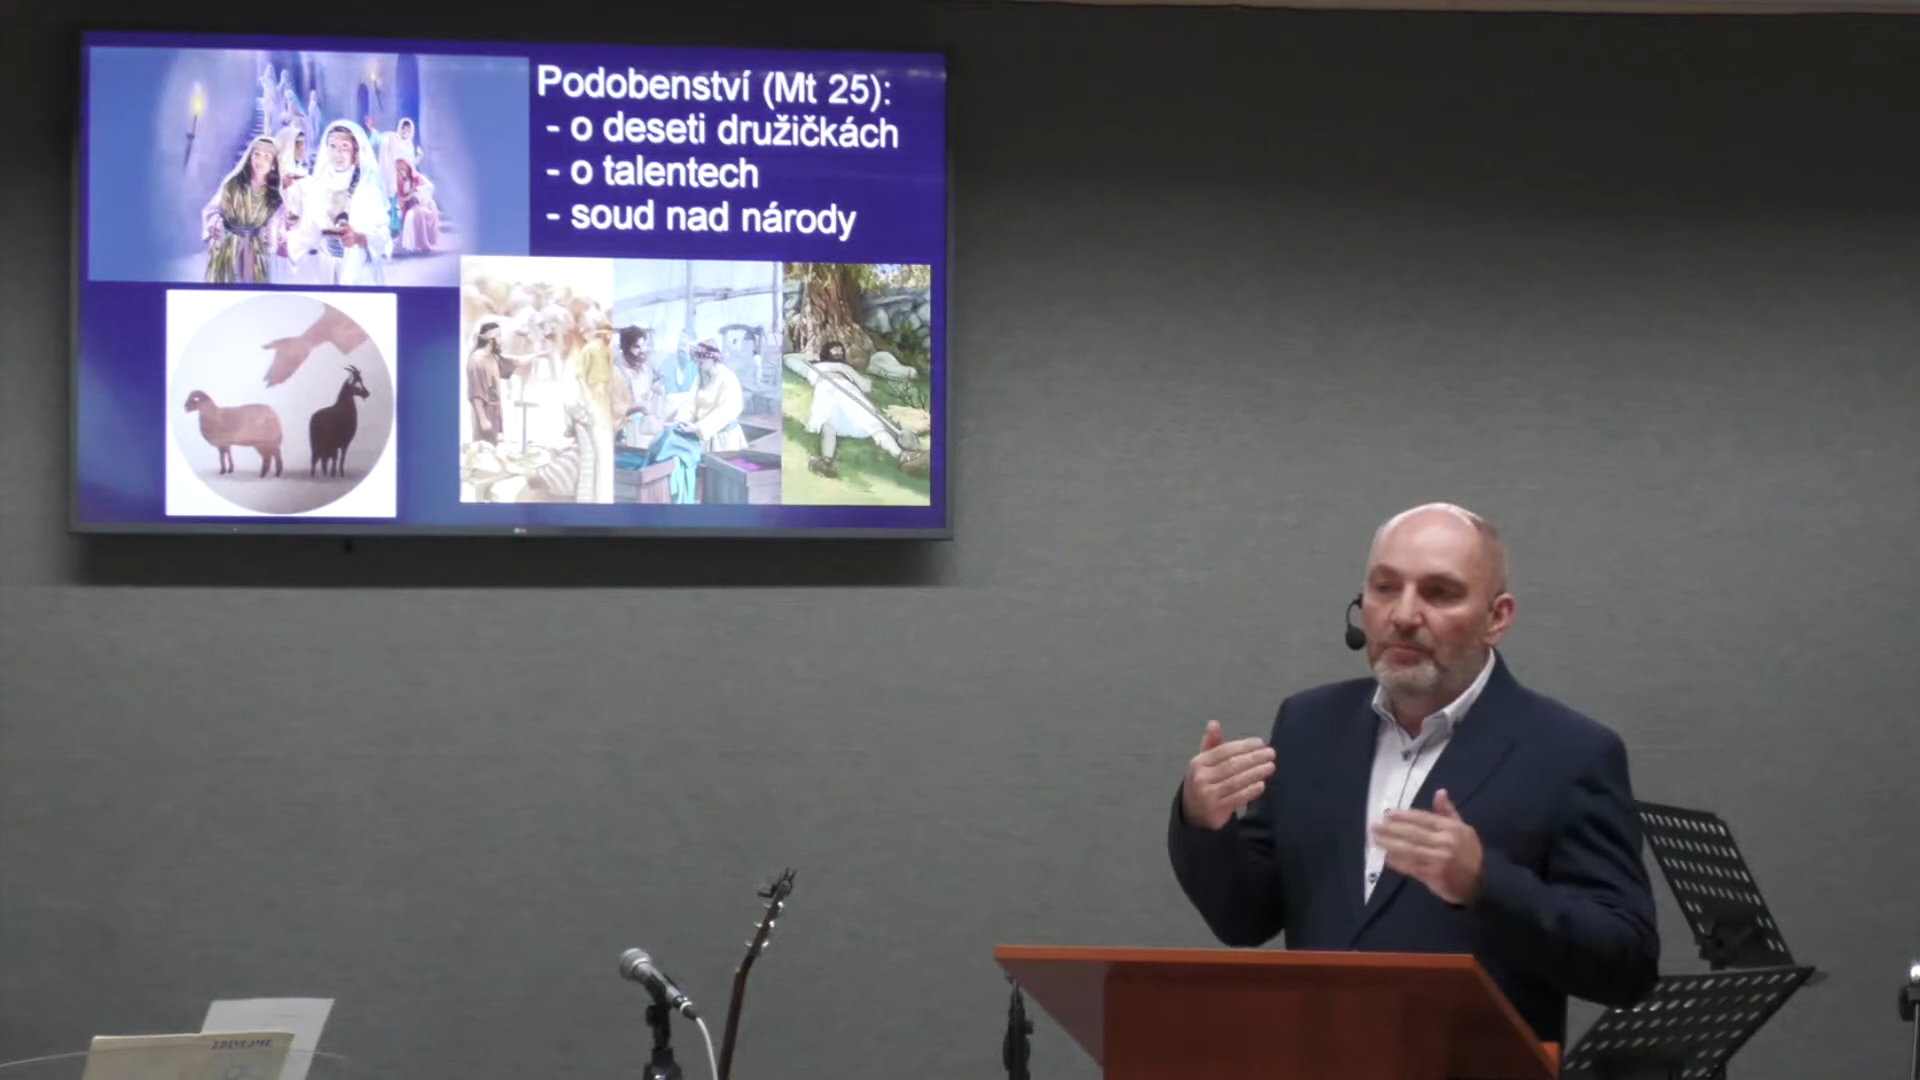 Podobenství (Mt 25):
- o deseti družičkách
- o talentech
- soud nad národy